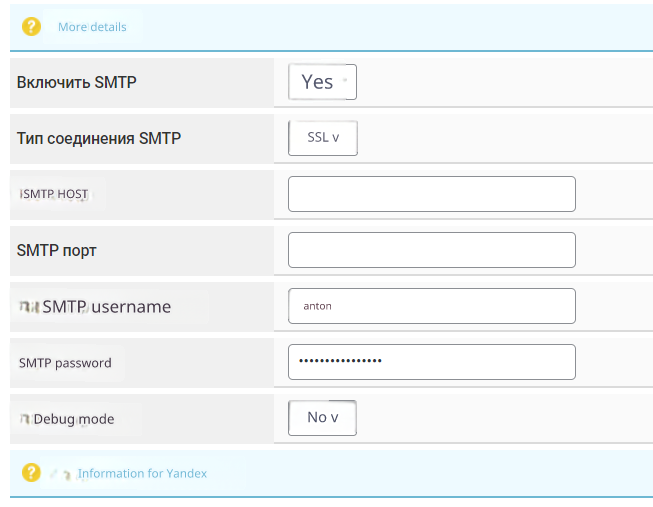 More details
Включить SMTP
Yes
Тип соединения SMTP
SSL v
SMTP HOST
SMTP порт
SMTP username
anton
SMTP password
••••••••••••••••
Debug mode
No v
Information for Yandex